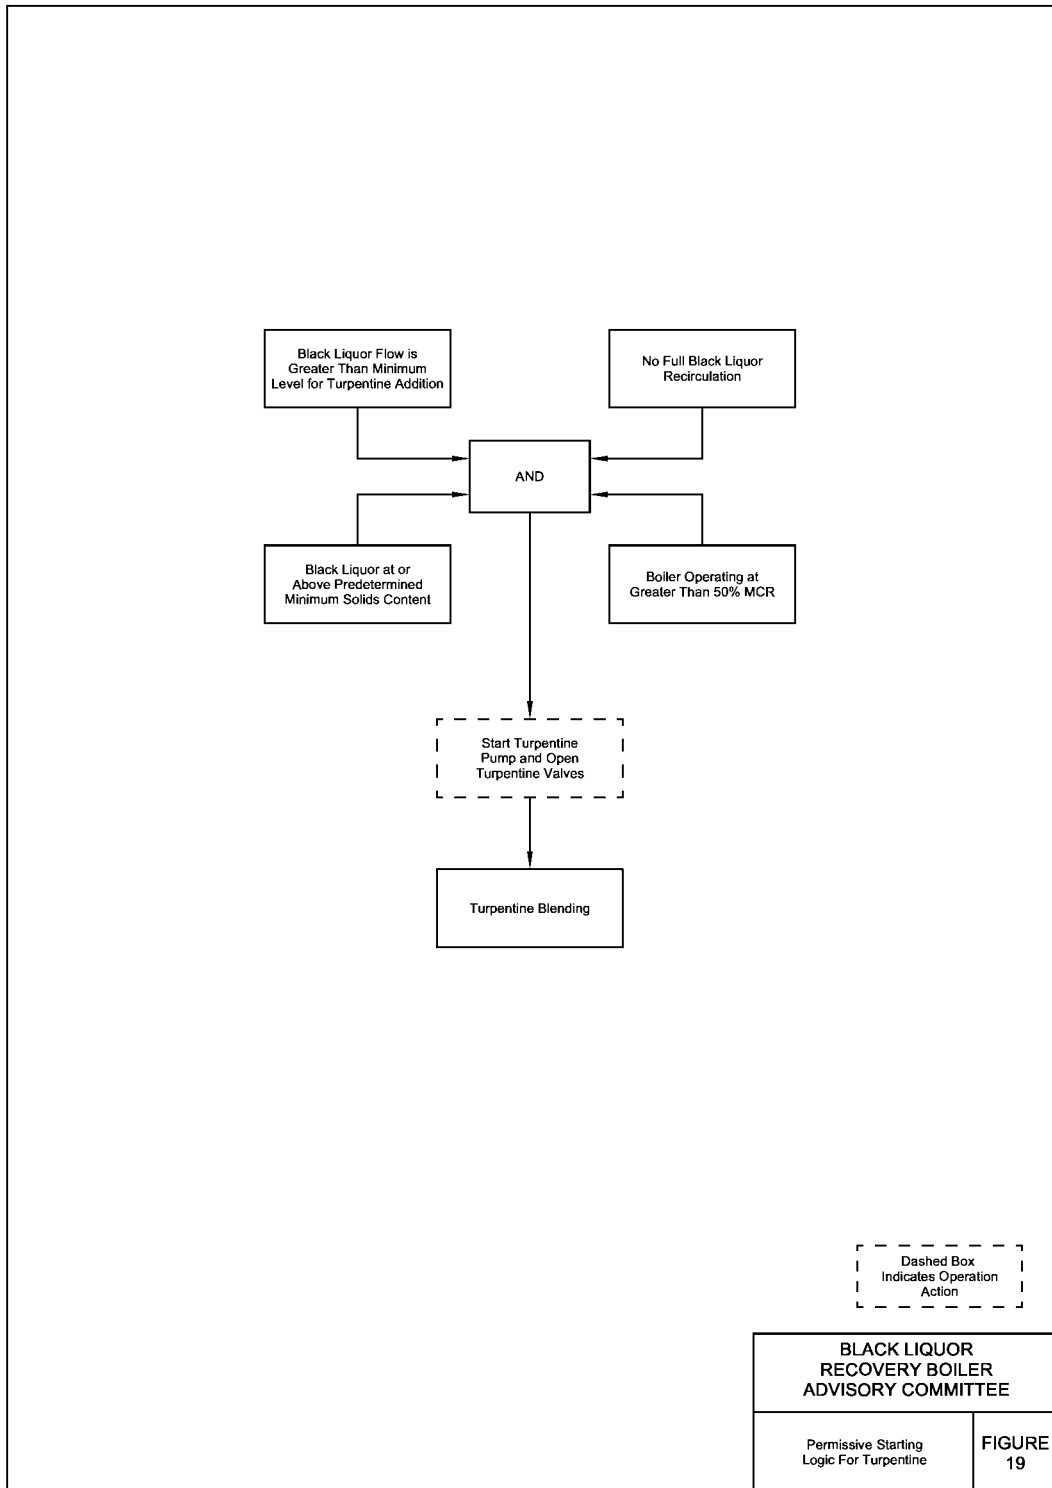 Black Liquor Flow is
Greater Than Minimum
Level for Turpentine Addition
No Full Black Liquor
Recirculation
AND
Black Liquor at or
Above Predetermined
Minimum Solids Content
Boiler Operating at
Greater Than 50% MCR
Start Turpentine
Pump and Open
Turpentine Valves
Turpentine Blending
Dashed Box
Indicates Operation
Action
BLACK LIQUOR
RECOVERY BOILER
ADVISORY COMMITTEE
Permissive Starting
Logic For Turpentine
FIGURE
19